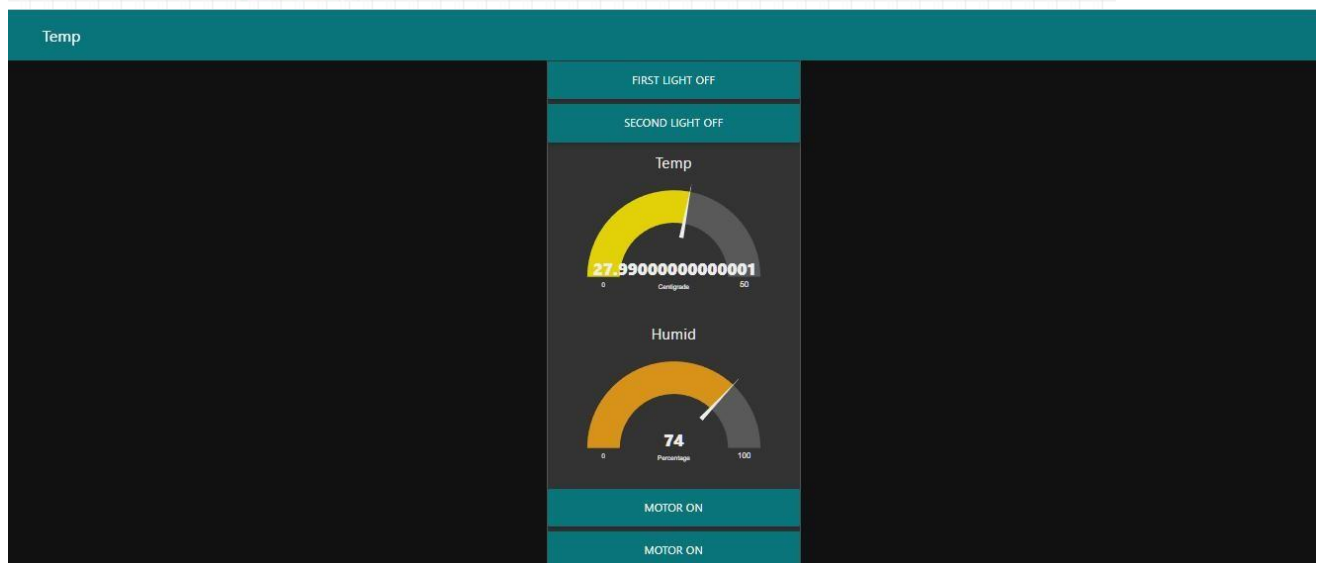 Temp
FIRST LIGHT OFF
SECOND LIGHT OFF
Temp
27.99000000000001
0 Centigrade 50
Humid
74
0 Percentage 100
MOTOR ON
MOTOR ON